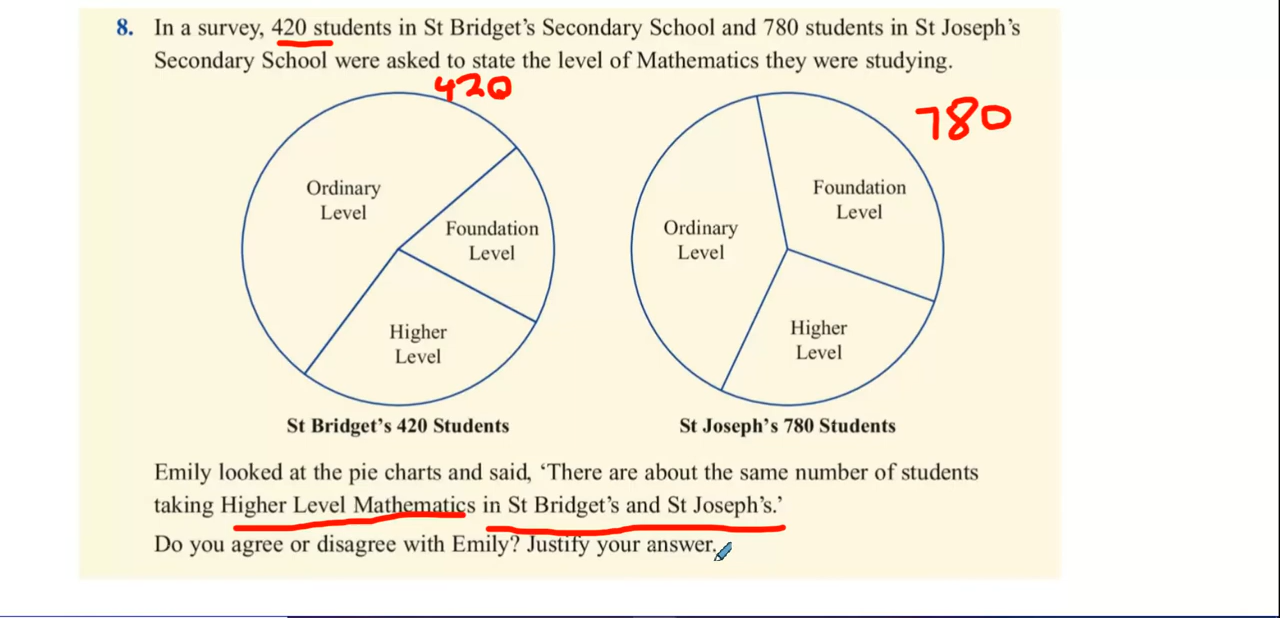 8. In a survey, 420 students in St Bridget’s Secondary School and 780 students in St Joseph’s
Secondary School were asked to state the level of Mathematics they were studying.
420
780
Ordinary
Level
Foundation
Level
Higher
Level
St Bridget’s 420 Students
Ordinary
Level
Foundation
Level
Higher
Level
St Joseph’s 780 Students
Emily looked at the pie charts and said, ‘There are about the same number of students
taking Higher Level Mathematics in St Bridget’s and St Joseph’s.’
Do you agree or disagree with Emily? Justify your answer.